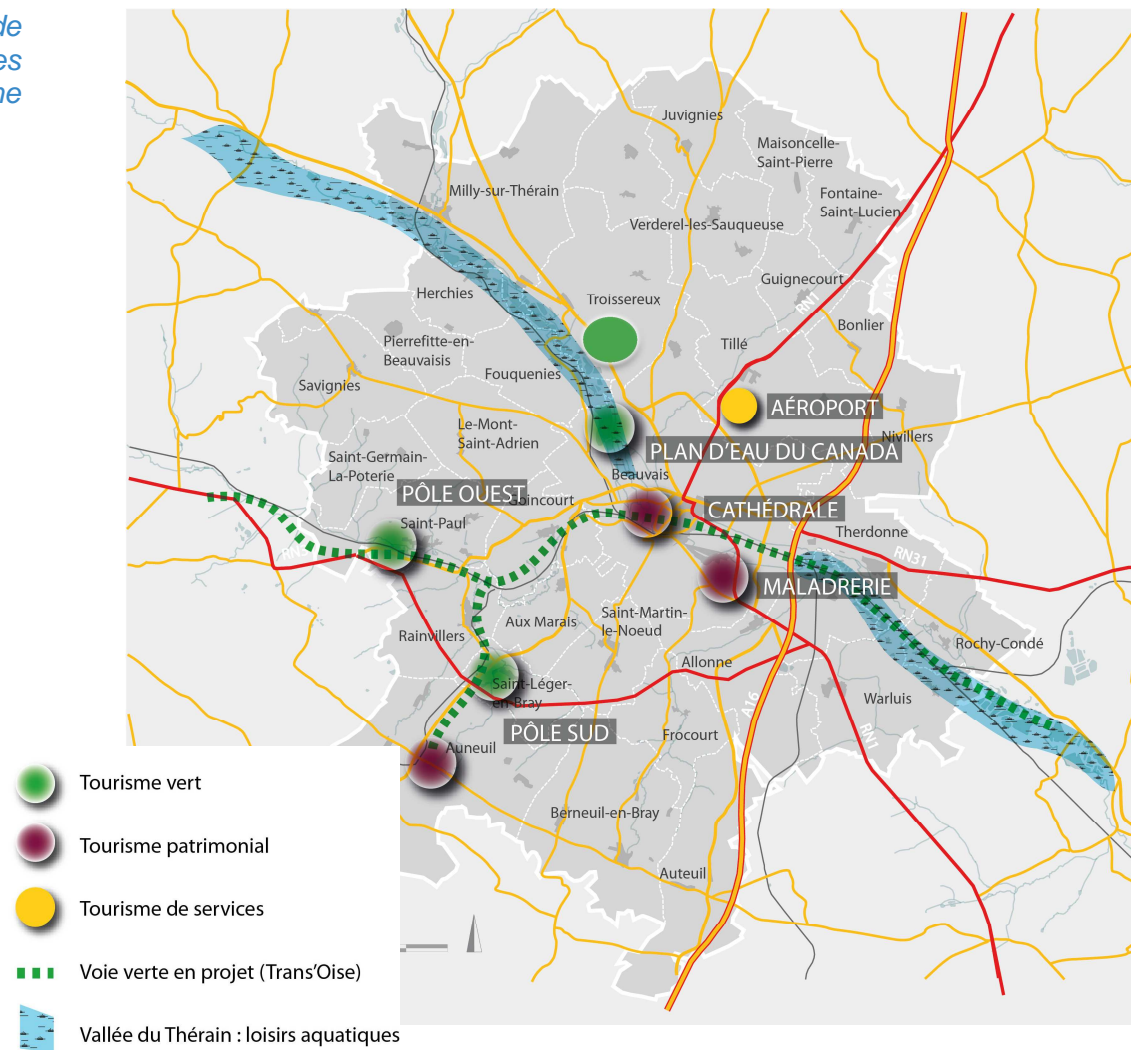 de
es
ne
Juvignies
Maisoncelle-
Saint-Pierre
Milly-sur-Thérain
Fontaine-
Saint-Lucien
Verderel-les-Sauqueuse
Guignecourt
A16
RN1
Herchies
Troissereux
Bonlier
Pierrefitte-en-
Beauvaisis
Tillé
Fouquenies
Savignies
AÉROPORT
Le-Mont-
Saint-Adrien
Nivillers
PLAN D'EAU DU CANADA
Saint-Germain-
La-Poterie
Beauvais
PÔLE OUEST
Goincourt
CATHÉDRALE
Saint-Paul
Therdonne
RN31
MALADRERIE
Saint-Martin-
le-Noeud
Aux Marais
Rainvillers
Rochy-Condé
Allonne
Saint-Léger-
en-Bray
Warluis
A16
PÔLE SUD
Frocourt
RN1
Auneuil
Berneuil-en-Bray
Auteuil
Tourisme vert
Tourisme patrimonial
Tourisme de services
Voie verte en projet (Trans'Oise)
Vallée du Thérain : loisirs aquatiques